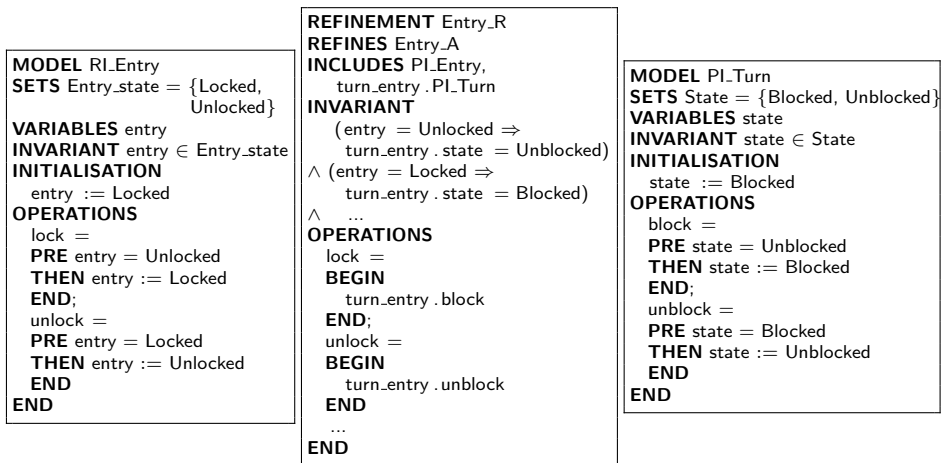 MODEL RI_Entry
SETS Entry_state = {Locked,
Unlocked}
VARIABLES entry
INVARIANT entry ∈ Entry_state
INITIALISATION
entry := Locked
OPERATIONS
lock =
PRE entry = Unlocked
THEN entry := Locked
END;
unlock =
PRE entry = Locked
THEN entry := Unlocked
END
END
REFINEMENT Entry_R
REFINES Entry_A
INCLUDES PI_Entry,
turn_entry.PI_Turn
INVARIANT
(entry = Unlocked ⇒
turn_entry.state = Unblocked)
∧ (entry = Locked ⇒
turn_entry.state = Blocked)
∧ ...
OPERATIONS
lock =
BEGIN
turn_entry.block
END;
unlock =
BEGIN
turn_entry.unblock
END
...
END
MODEL PI_Turn
SETS State = {Blocked, Unblocked}
VARIABLES state
INVARIANT state ∈ State
INITIALISATION
state := Blocked
OPERATIONS
block =
PRE state = Unblocked
THEN state := Blocked
END;
unblock =
PRE state = Blocked
THEN state := Unblocked
END
END